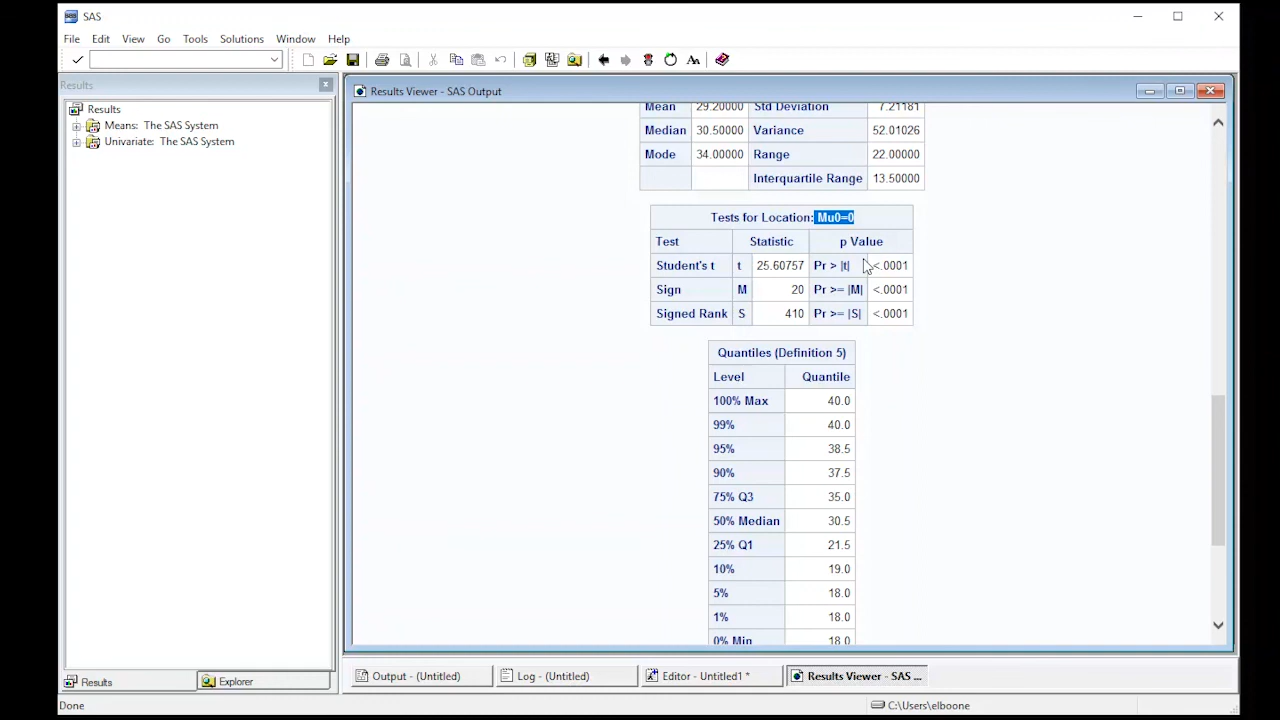 SAS
File Edit View Go Tools Solutions Window Help
Results
Results
Means: The SAS System
Univariate: The SAS System
Results Viewer - SAS Output
Mean 29.20000 Std Deviation 7.21181
Median 30.50000 Variance 52.01026
Mode 34.00000 Range 22.00000
Interquartile Range 13.50000
Tests for Location: Mu0=0
Test Statistic p Value
Student's t t 25.60757 Pr > |t| <.0001
Sign M 20 Pr >= |M| <.0001
Signed Rank S 410 Pr >= |S| <.0001
Quantiles (Definition 5)
Level Quantile
100% Max 40.0
99% 40.0
95% 38.5
90% 37.5
75% Q3 35.0
50% Median 30.5
25% Q1 21.5
10% 19.0
5% 18.0
1% 18.0
0% Min 18.0
Results Explorer
Output - (Untitled) Log - (Untitled) Editor - Untitled1 * Results Viewer - SAS ...
Done C:\Users\elboone